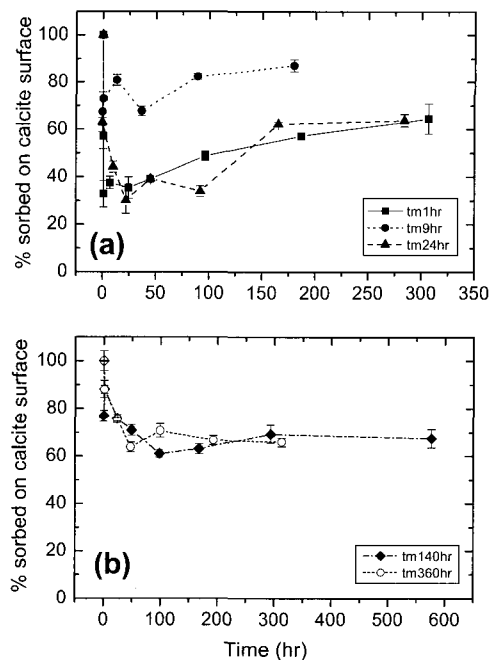 % sorbed on calcite surface
100
80
60
40
20
0
(a)
tm1hr
tm9hr
tm24hr
0 50 100 150 200 250 300 350
% sorbed on calcite surface
100
80
60
40
20
0
(b)
tm140hr
tm360hr
0 100 200 300 400 500 600
Time (hr)